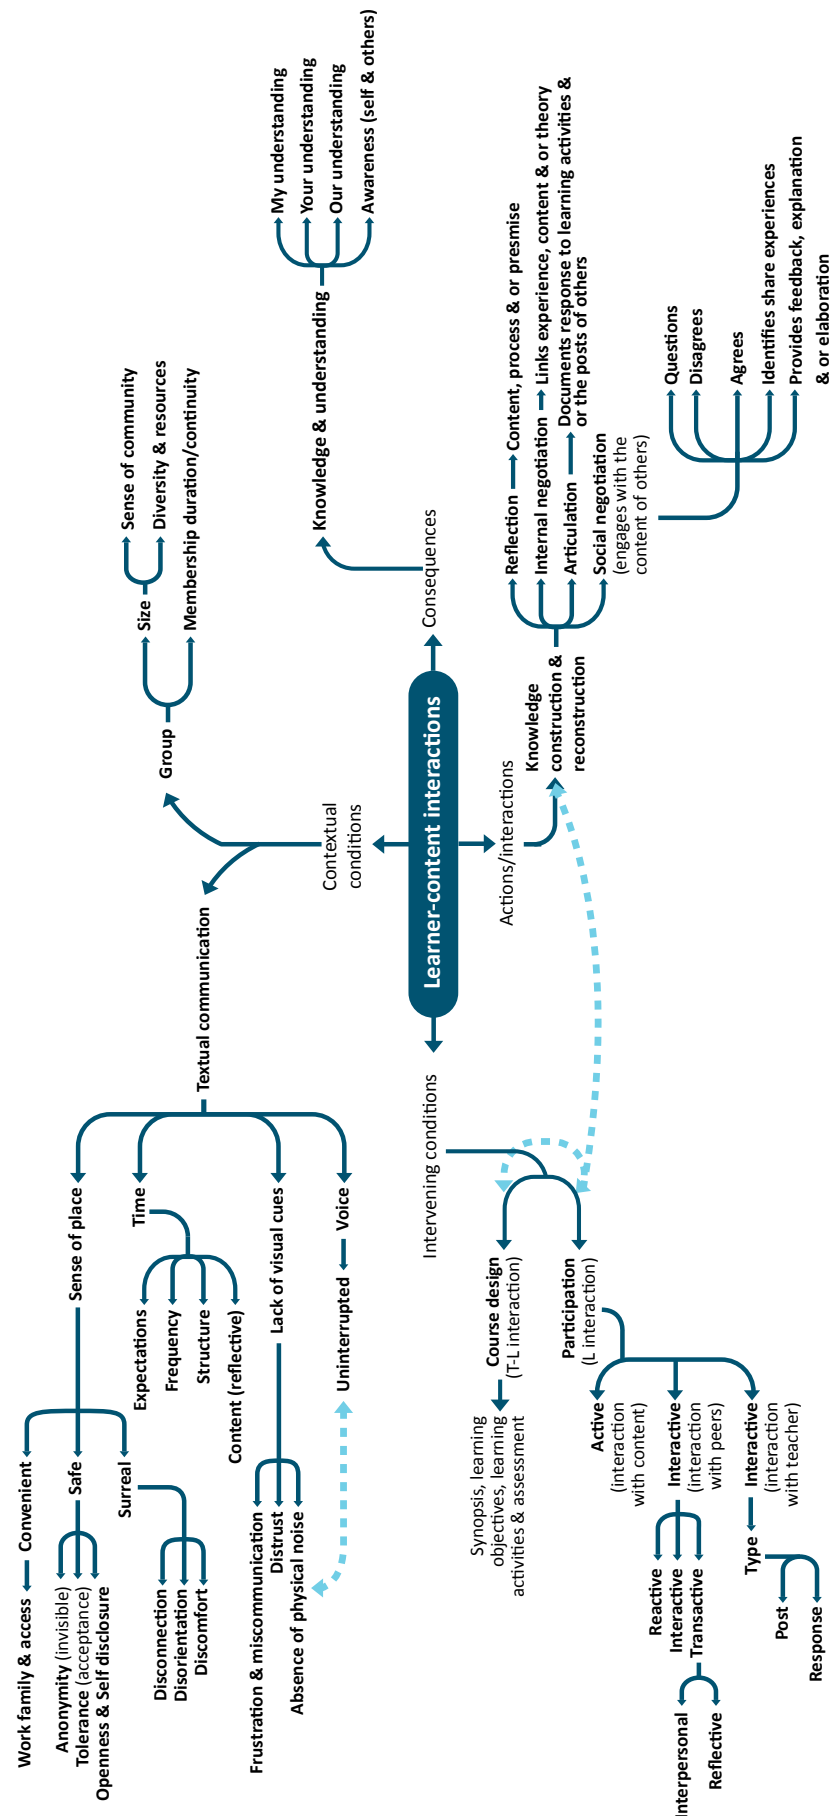 Work family & access
Convenient
Anonymity (invisible)
Tolerance (acceptance)
Openness & Self disclosure
Safe
Surreal
Disconnection
Disorientation
Discomfort
Sense of place
Expectations
Frequency
Structure
Content (reflective)
Time
Frustration & miscommunication
Distrust
Absence of physical noise
Lack of visual cues
Uninterrupted
Voice
Textual communication
Group
Size
Sense of community
Diversity & resources
Membership duration/continuity
Contextual
conditions
Learner-content interactions
Consequences
Knowledge & understanding
My understanding
Your understanding
Our understanding
Awareness (self & others)
Intervening conditions
Course design
(T-L interaction)
Synopsis, learning
objectives, learning
activities & assessment
Participation
(L interaction)
Active
(interaction
with content)
Interactive
(interaction
with peers)
Reactive
Interactive
Transactive
Interpersonal
Reflective
Interactive
(interaction
with teacher)
Type
Post
Response
Actions/interactions
Knowledge
construction &
reconstruction
Reflection
Content, process & or presmise
Internal negotiation
Links experience, content & or theory
Articulation
Documents response to learning activities &
or the posts of others
Social negotiation
(engages with the
content of others)
Questions
Disagrees
Agrees
Identifies share experiences
Provides feedback, explanation
& or elaboration